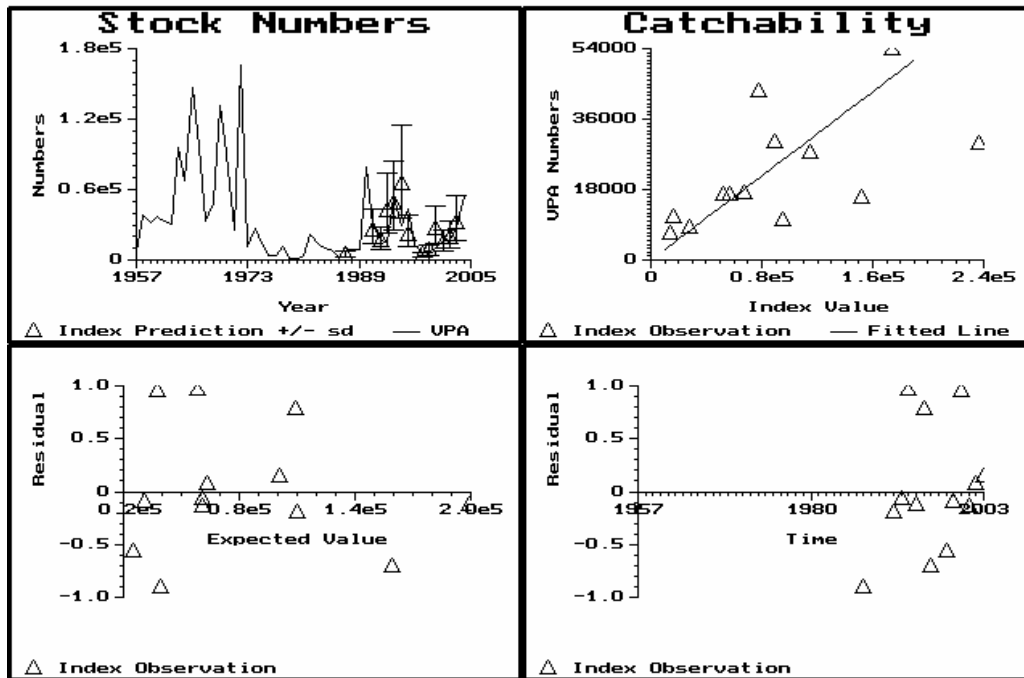 Stock Numbers
1.8e5
1.2e5
0.6e5
0
Numbers
1957 1973 1989 2005
Year
Index Prediction +/- sd VPA
Catchability
54000
36000
18000
0
VPA Numbers
0 0.8e5 1.6e5 2.4e5
Index Value
Index Observation Fitted Line
1.0
0.5
0
-0.5
-1.0
Residual
0.2e5 0.8e5 1.4e5 2.0e5
Expected Value
Index Observation
1.0
0.5
0
-0.5
-1.0
Residual
1957 1980 2003
Time
Index Observation